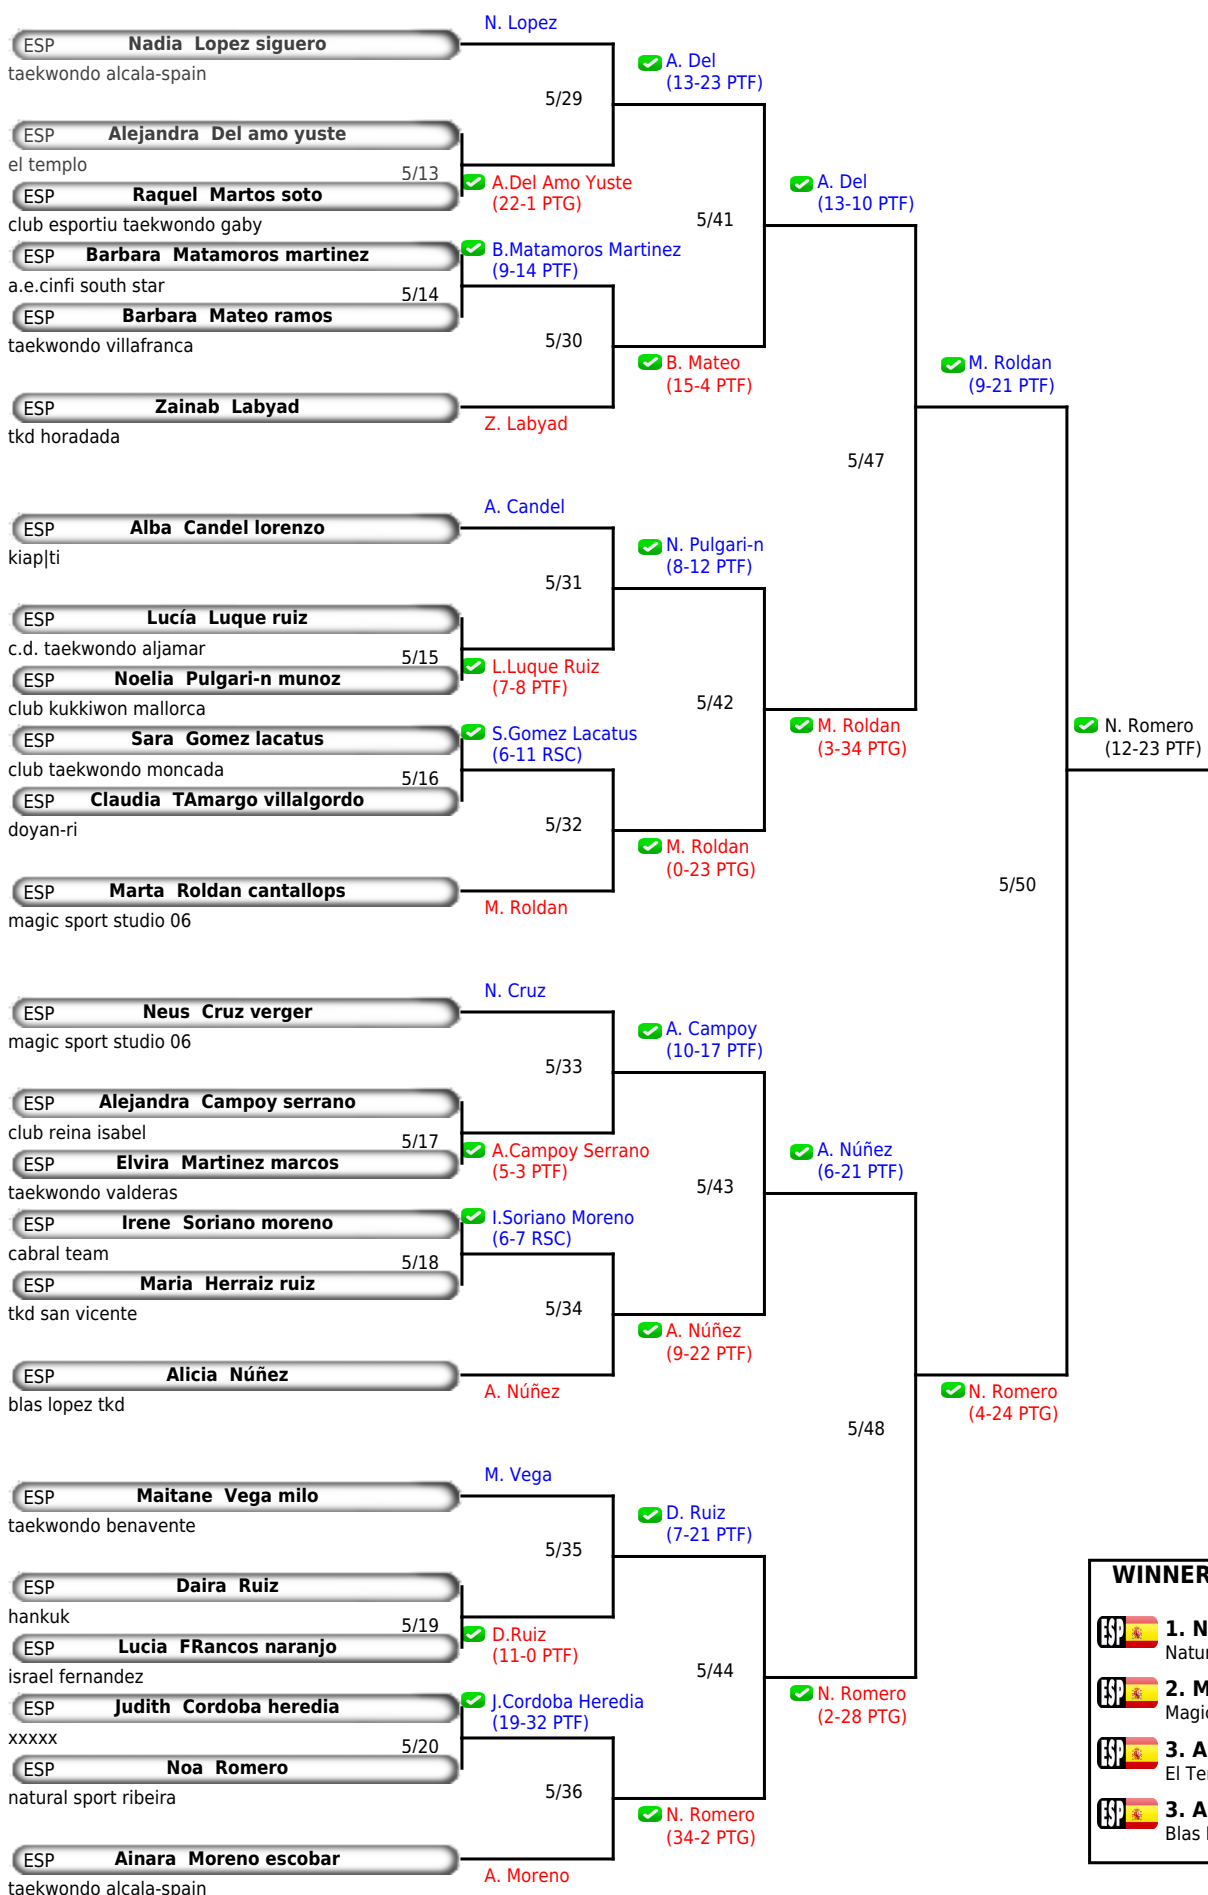 N. Lopez
ESP Nadia Lopez siguero
taekwondo alcala-spain
A. Del
(13-23 PTF)
5/29
ESP Alejandra Del amo yuste
el templo
5/13
ESP Raquel Martos soto
club esportiu taekwondo gaby
A.Del Amo Yuste
(22-1 PTG)
A. Del
(13-10 PTF)
5/41
ESP Barbara Matamoros martinez
a.e.cinfi south star
B.Matamoros Martinez
(9-14 PTF)
5/14
ESP Barbara Mateo ramos
taekwondo villafranca
5/30
B. Mateo
(15-4 PTF)
M. Roldan
(9-21 PTF)
ESP Zainab Labyad
tkd horadada
Z. Labyad
5/47
A. Candel
ESP Alba Candel lorenzo
kiap|ti
N. Pulgari-n
(8-12 PTF)
5/31
ESP Lucía Luque ruiz
c.d. taekwondo aljamar
5/15
ESP Noelia Pulgari-n munoz
club kukkiwon mallorca
L.Luque Ruiz
(7-8 PTF)
5/42
ESP Sara Gomez lacatus
club taekwondo moncada
S.Gomez Lacatus
(6-11 RSC)
M. Roldan
(3-34 PTG)
N. Romero
(12-23 PTF)
5/16
ESP Claudia TAmargo villalgordo
doyan-ri
5/32
M. Roldan
(0-23 PTG)
ESP Marta Roldan cantallops
magic sport studio 06
M. Roldan
5/50
N. Cruz
ESP Neus Cruz verger
magic sport studio 06
A. Campoy
(10-17 PTF)
5/33
ESP Alejandra Campoy serrano
club reina isabel
5/17
ESP Elvira Martinez marcos
taekwondo valderas
A.Campoy Serrano
(5-3 PTF)
A. Núñez
(6-21 PTF)
5/43
ESP Irene Soriano moreno
cabral team
I.Soriano Moreno
(6-7 RSC)
5/18
ESP Maria Herraiz ruiz
tkd san vicente
5/34
A. Núñez
(9-22 PTF)
ESP Alicia Núñez
blas lopez tkd
A. Núñez
N. Romero
(4-24 PTG)
5/48
M. Vega
ESP Maitane Vega milo
taekwondo benavente
D. Ruiz
(7-21 PTF)
5/35
ESP Daira Ruiz
hankuk
5/19
ESP Lucia FRancos naranjo
israel fernandez
D.Ruiz
(11-0 PTF)
5/44
ESP Judith Cordoba heredia
xxxxx
J.Cordoba Heredia
(19-32 PTF)
N. Romero
(2-28 PTG)
5/20
ESP Noa Romero
natural sport ribeira
5/36
N. Romero
(34-2 PTG)
ESP Ainara Moreno escobar
taekwondo alcala-spain
A. Moreno
WINNER
ESP 1. N
Natur
ESP 2. M
Magic
ESP 3. A
El Te
ESP 3. A
Blas